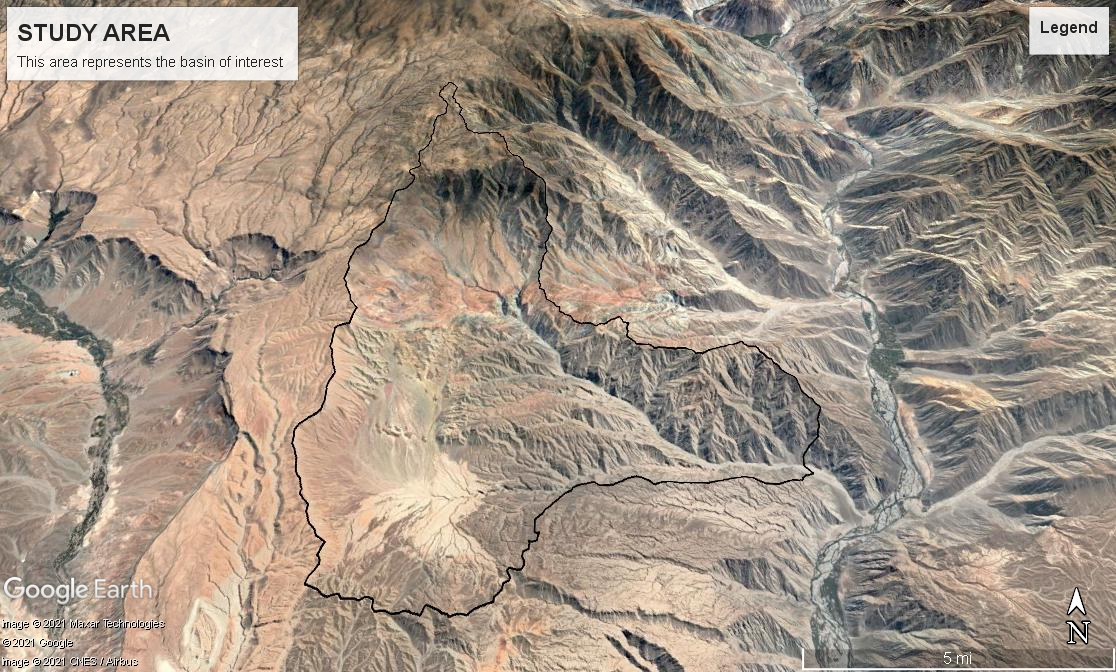 STUDY AREA
This area represents the basin of interest
Legend
Google Earth
Image © 2021 Maxar Technologies
© 2021 Google
Image © 2021 CNES / Airbus
N
5 mi